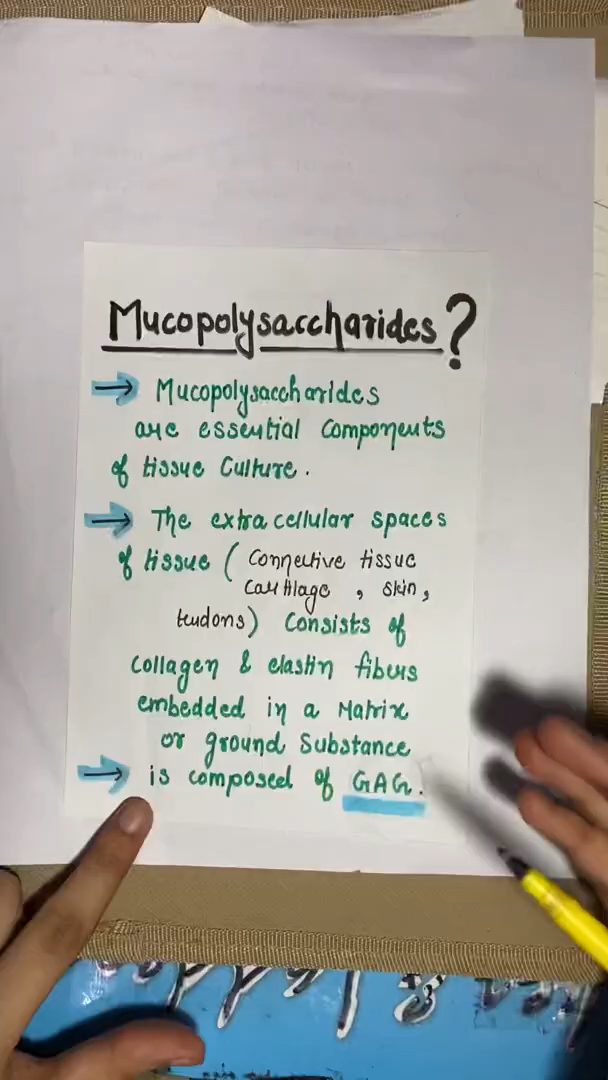 Mucopolysaccharides?
→ Mucopolysaccharides
are essential Components
of tissue Culture.
→ The extracellular spaces
of tissue ( Connective tissue
Cartilage , skin,
tendons) Consists of
Collagen & elastin fibers
embedded in a Matrix
or ground Substance
→ is composed of GAG.